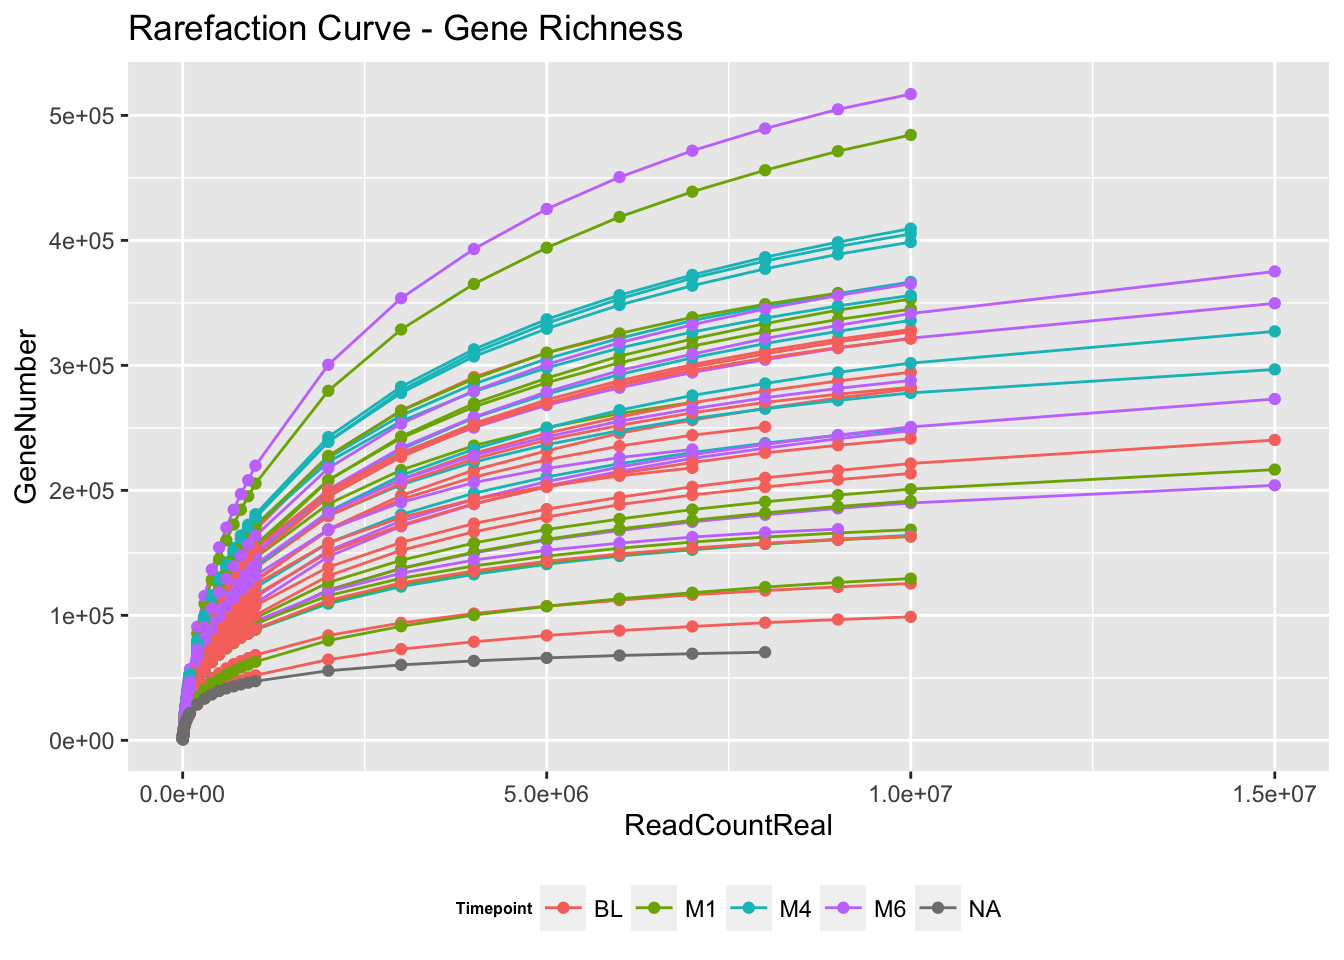 Rarefaction Curve - Gene Richness
5e+05
4e+05
3e+05
2e+05
1e+05
0e+00
GeneNumber
0.0e+00 5.0e+06 1.0e+07 1.5e+07
ReadCountReal
Timepoint BL M1 M4 M6 NA